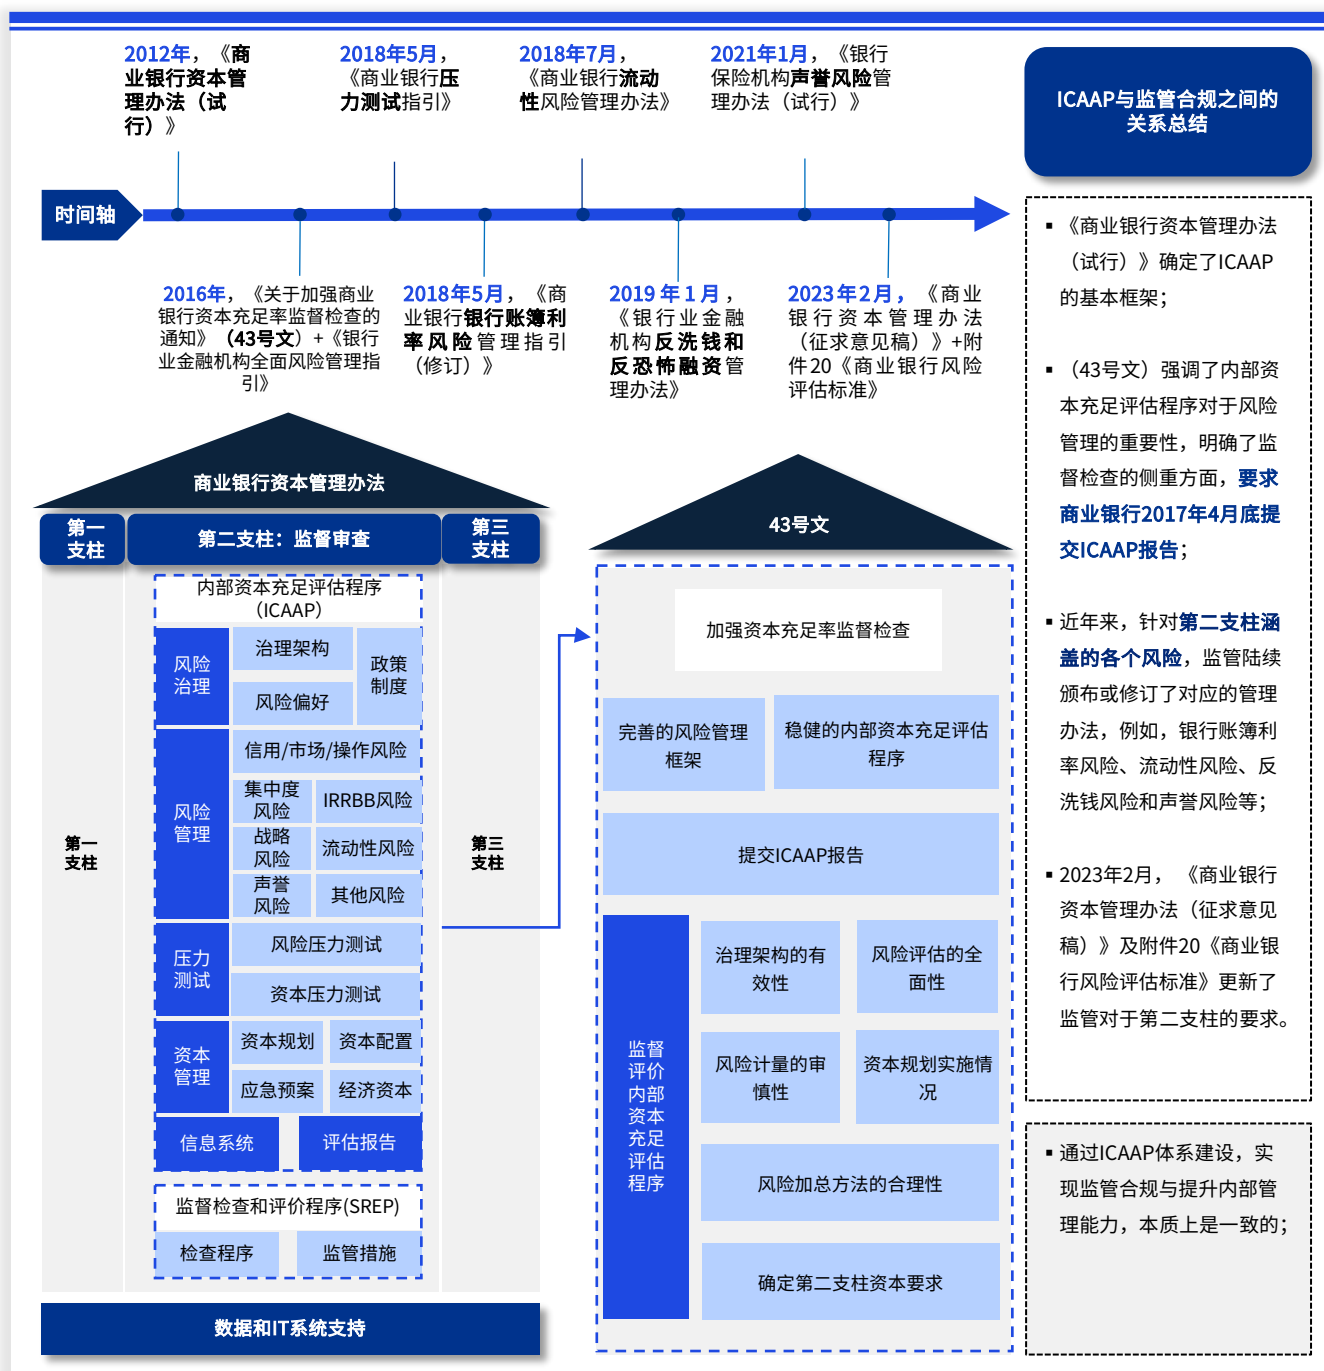 2012年，《商
业银行资本管
理办法（试
行）》
2018年5月，
《商业银行压
力测试指引》
2018年7月，
《商业银行流动
性风险管理办法》
2021年1月，《银行
保险机构声誉风险管
理办法（试行）》
时间轴
2016年，《关于加强商业
银行资本充足率监督检查的
通知》（43号文）+《银行
业金融机构全面风险管理指
引》
2018年5月，《商
业银行银行账簿利
率风险管理指引
（修订）》
2019年1月，
《银行业金融
机构反洗钱和
反恐怖融资管
理办法》
2023年2月，《商业
银行资本管理办法
（征求意见稿）》+附
件20《商业银行风险
评估标准》
商业银行资本管理办法
第一
支柱
第二支柱：监督审查
第三
支柱
内部资本充足评估程序
（ICAAP）
风险
治理
治理架构
风险偏好
政策
制度
风险
管理
信用/市场/操作风险
集中度
风险
IRRBB风险
战略
风险
流动性风险
声誉
风险
其他风险
压力
测试
风险压力测试
资本压力测试
资本
管理
资本规划
资本配置
应急预案
经济资本
信息系统
评估报告
监督检查和评价程序(SREP)
检查程序
监管措施
第一
支柱
第三
支柱
数据和IT系统支持
43号文
加强资本充足率监督检查
完善的风险管理
框架
稳健的内部资本充足评估
程序
提交ICAAP报告
监督
评价
内部
资本
充足
评估
程序
治理架构的有
效性
风险评估的全
面性
风险计量的审
慎性
资本规划实施情
况
风险加总方法的合理性
确定第二支柱资本要求
ICAAP与监管合规之间的
关系总结
▪ 《商业银行资本管理办法
（试行）》确定了ICAAP
的基本框架；
▪ （43号文）强调了内部资
本充足评估程序对于风险
管理的重要性，明确了监
督检查的侧重方面，要求
商业银行2017年4月底提
交ICAAP报告；
▪ 近年来，针对第二支柱涵
盖的各个风险，监管陆续
颁布或修订了对应的管理
办法，例如，银行账簿利
率风险、流动性风险、反
洗钱风险和声誉风险等；
▪ 2023年2月，《商业银行
资本管理办法（征求意见
稿）》及附件20《商业银
行风险评估标准》更新了
监管对于第二支柱的要求。
▪ 通过ICAAP体系建设，实
现监管合规与提升内部管
理能力，本质上是一致的；